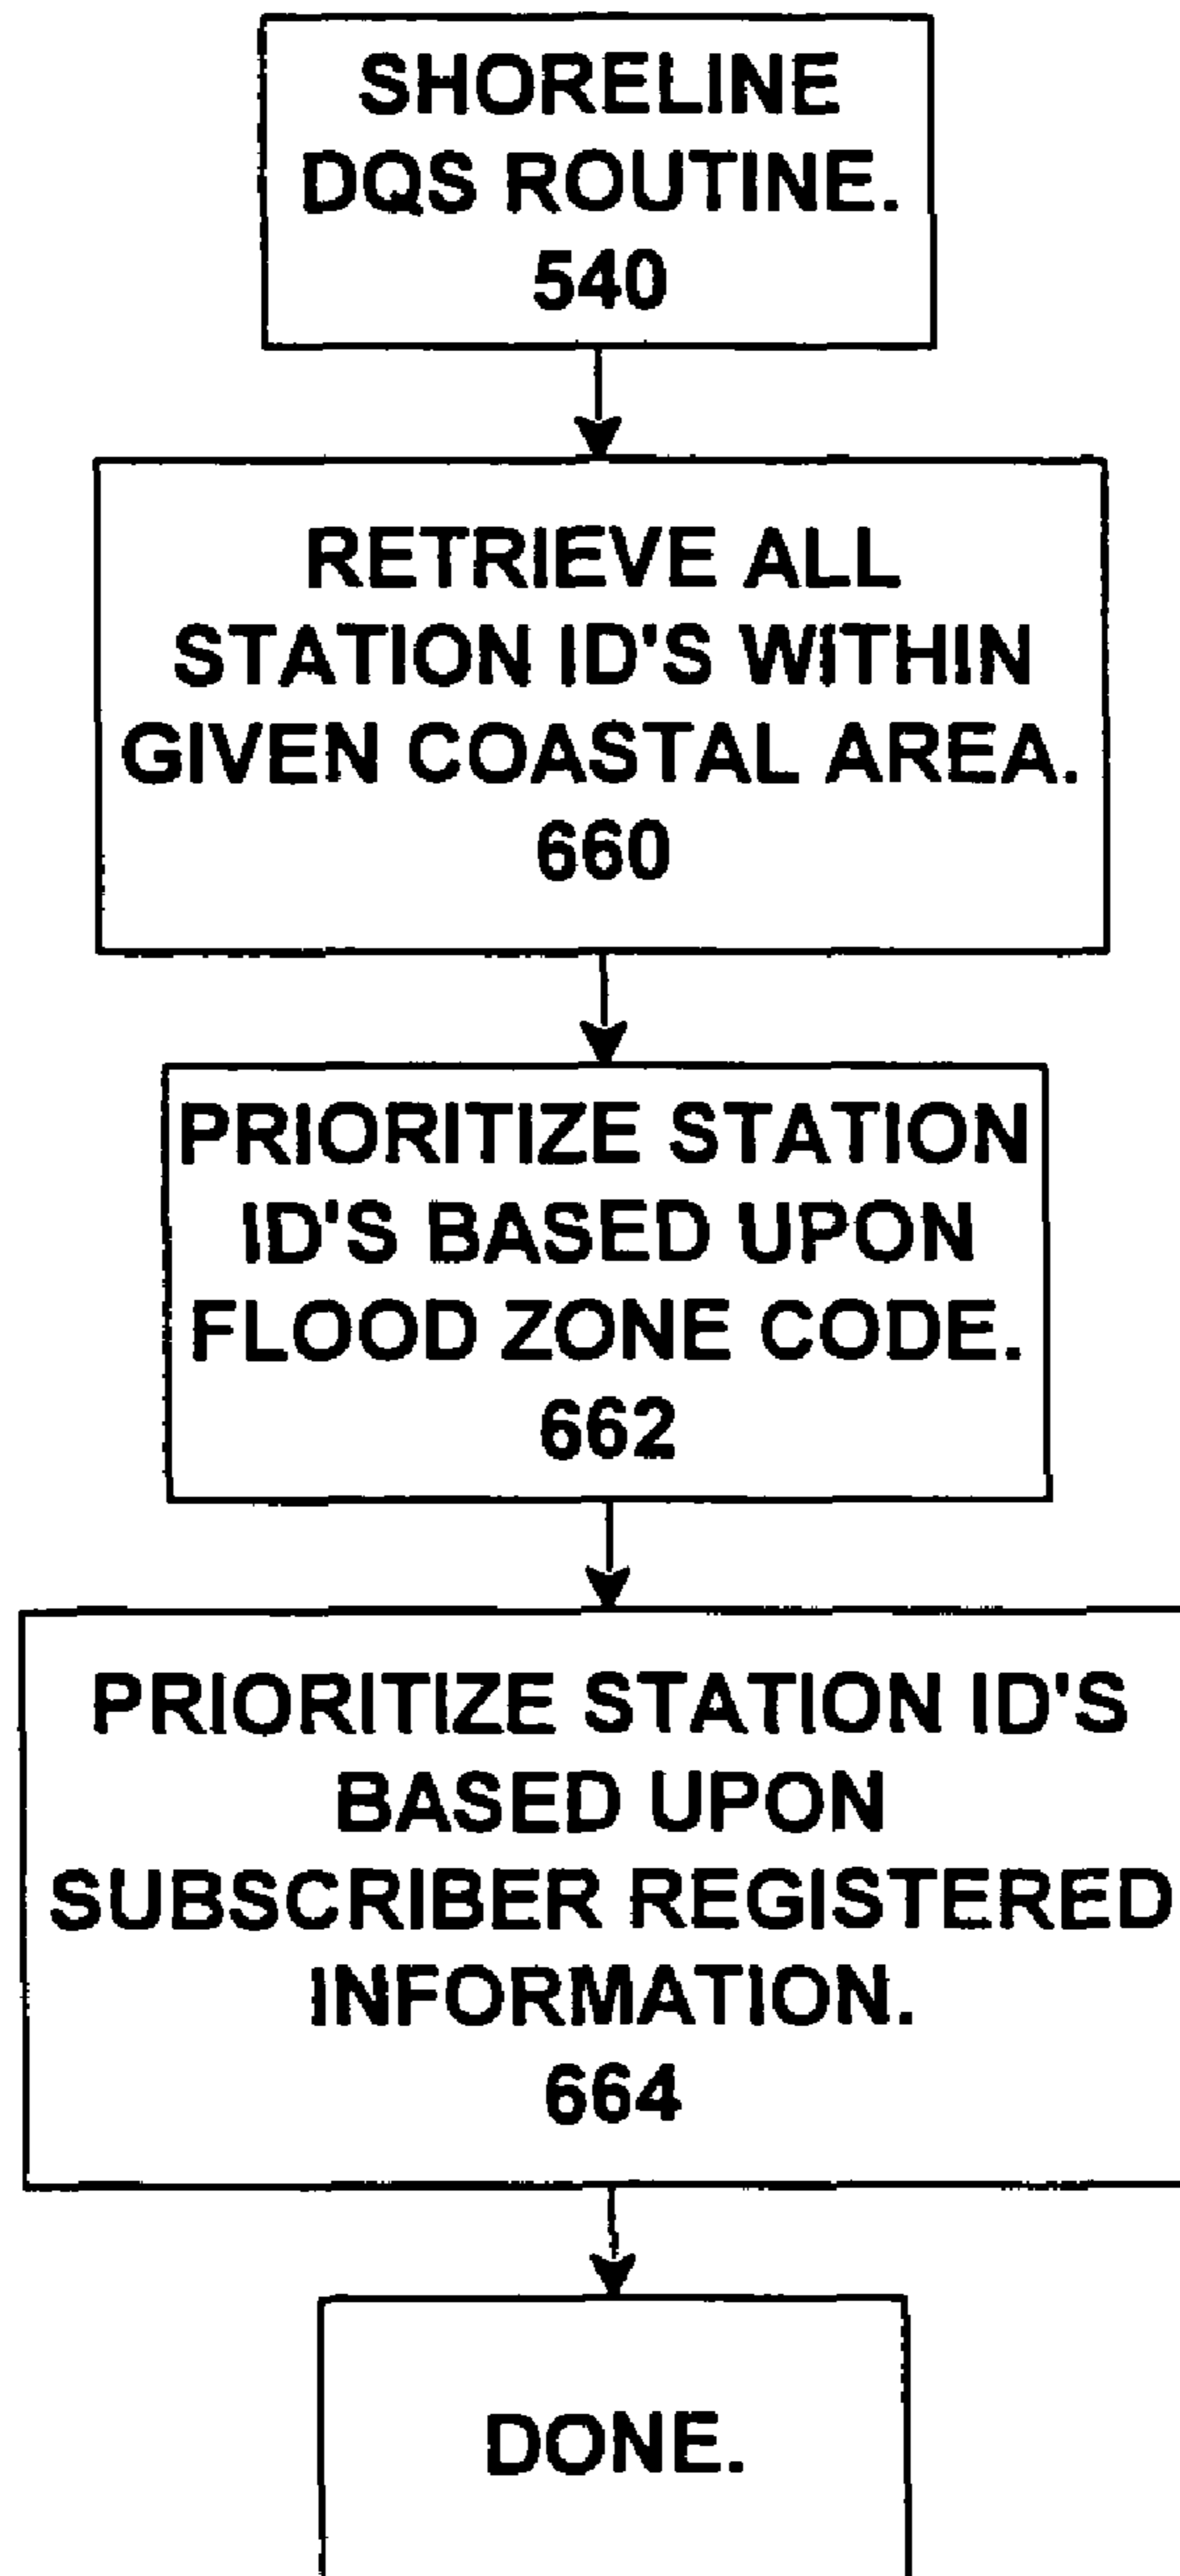 SHORELINE
DQS ROUTINE.
540
RETRIEVE ALL
STATION ID'S WITHIN
GIVEN COASTAL AREA.
660
PRIORITIZE STATION
ID'S BASED UPON
FLOOD ZONE CODE.
662
PRIORITIZE STATION ID'S
BASED UPON
SUBSCRIBER REGISTERED
INFORMATION.
664
DONE.